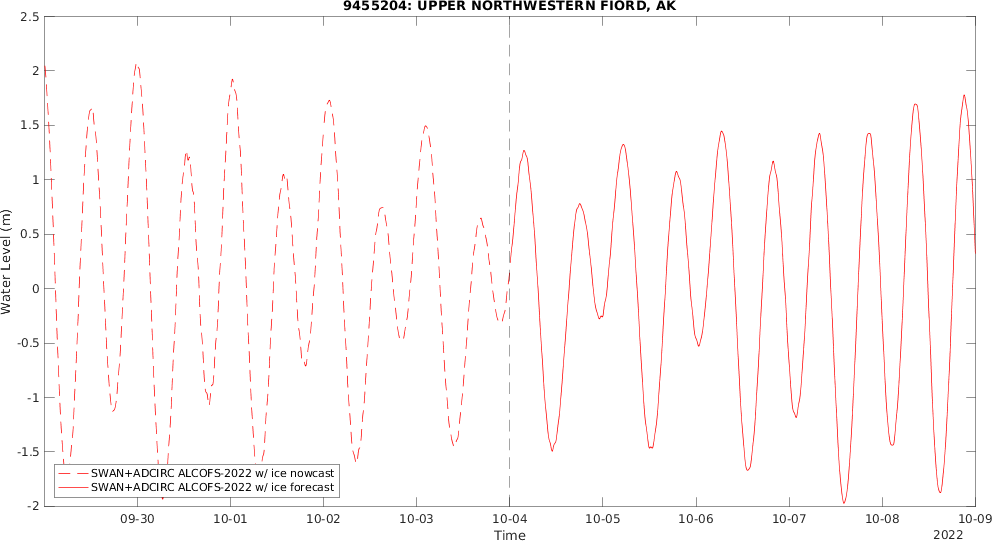 9455204: UPPER NORTHWESTERN FIORD, AK
2.5
2
1.5
1
0.5
0
-0.5
-1
-1.5
-2
Water Level (m)
SWAN+ADCIRC ALCOFS-2022 w/ ice nowcast
SWAN+ADCIRC ALCOFS-2022 w/ ice forecast
09-30 10-01 10-02 10-03 10-04 10-05 10-06 10-07 10-08 10-09
Time
2022